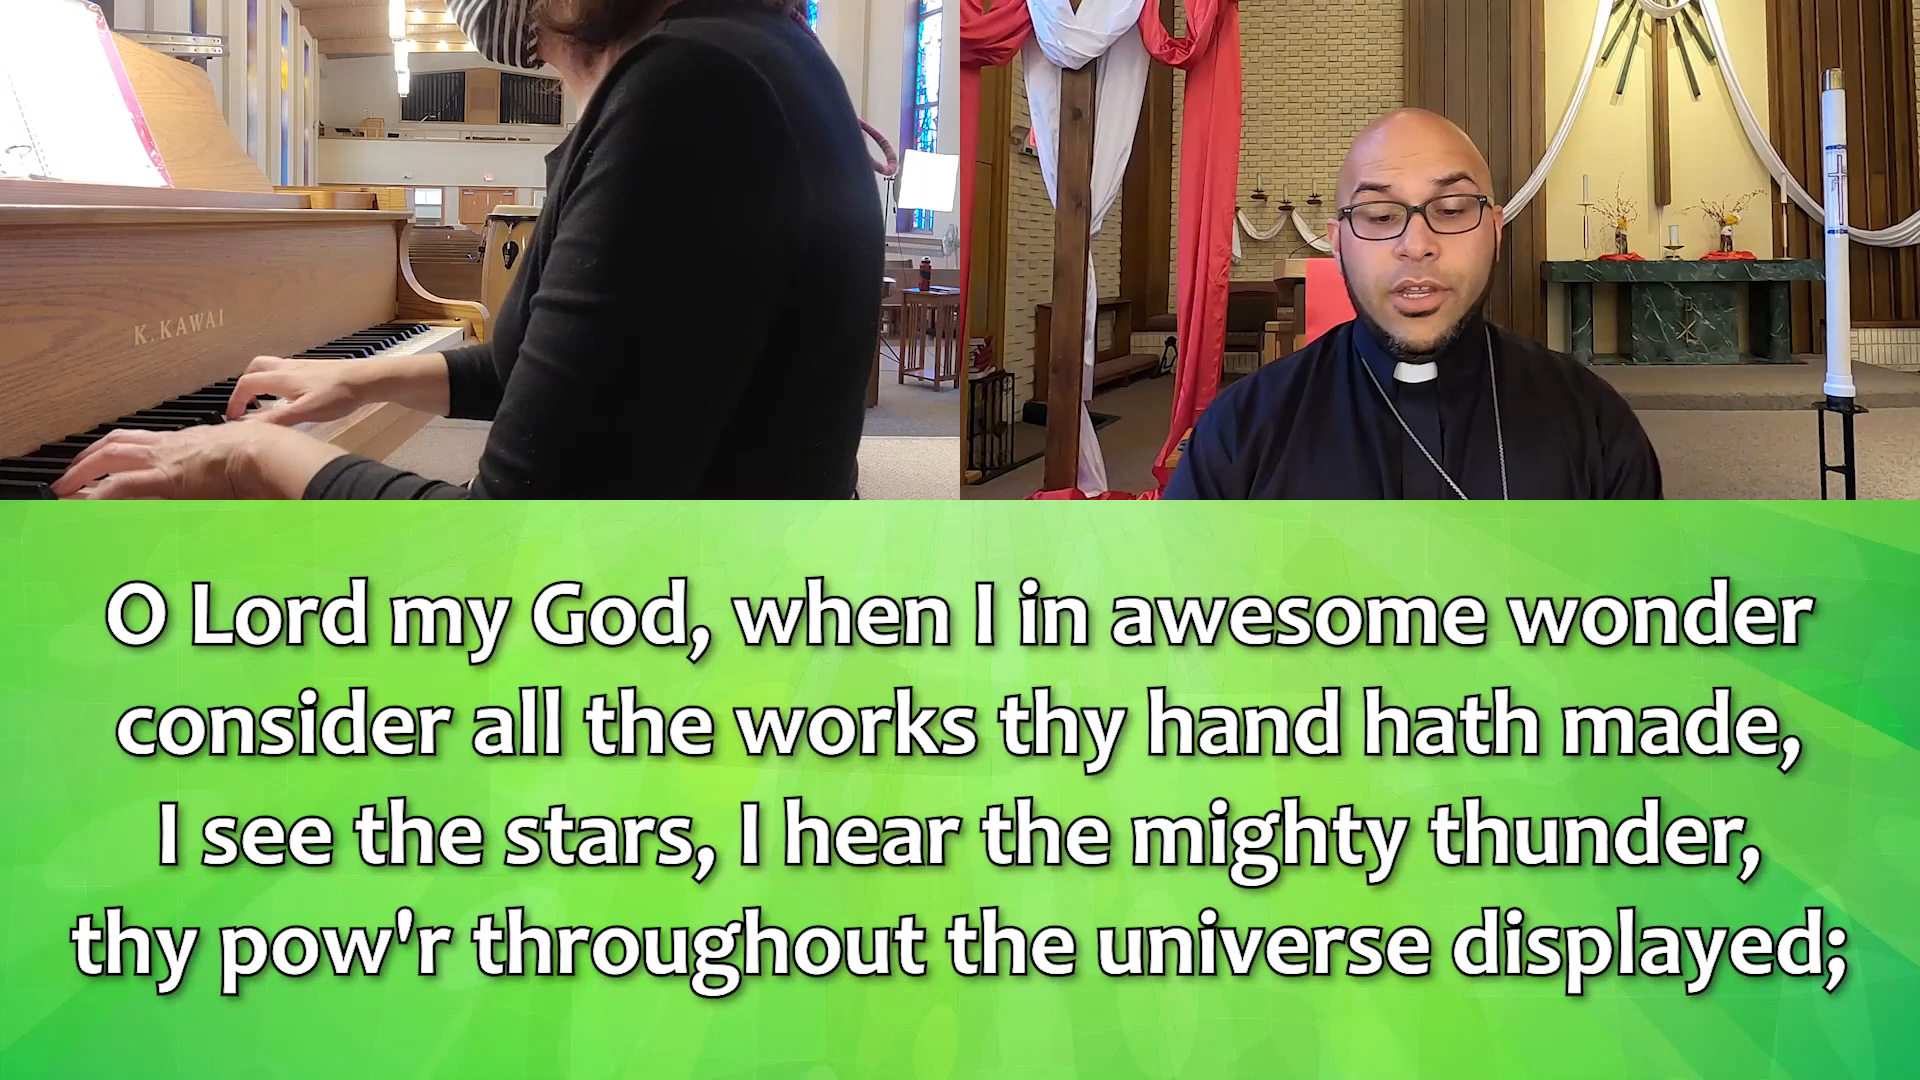 K. KAWAI
O Lord my God, when I in awesome wonder
consider all the works thy hand hath made,
I see the stars, I hear the mighty thunder,
thy pow'r throughout the universe displayed;